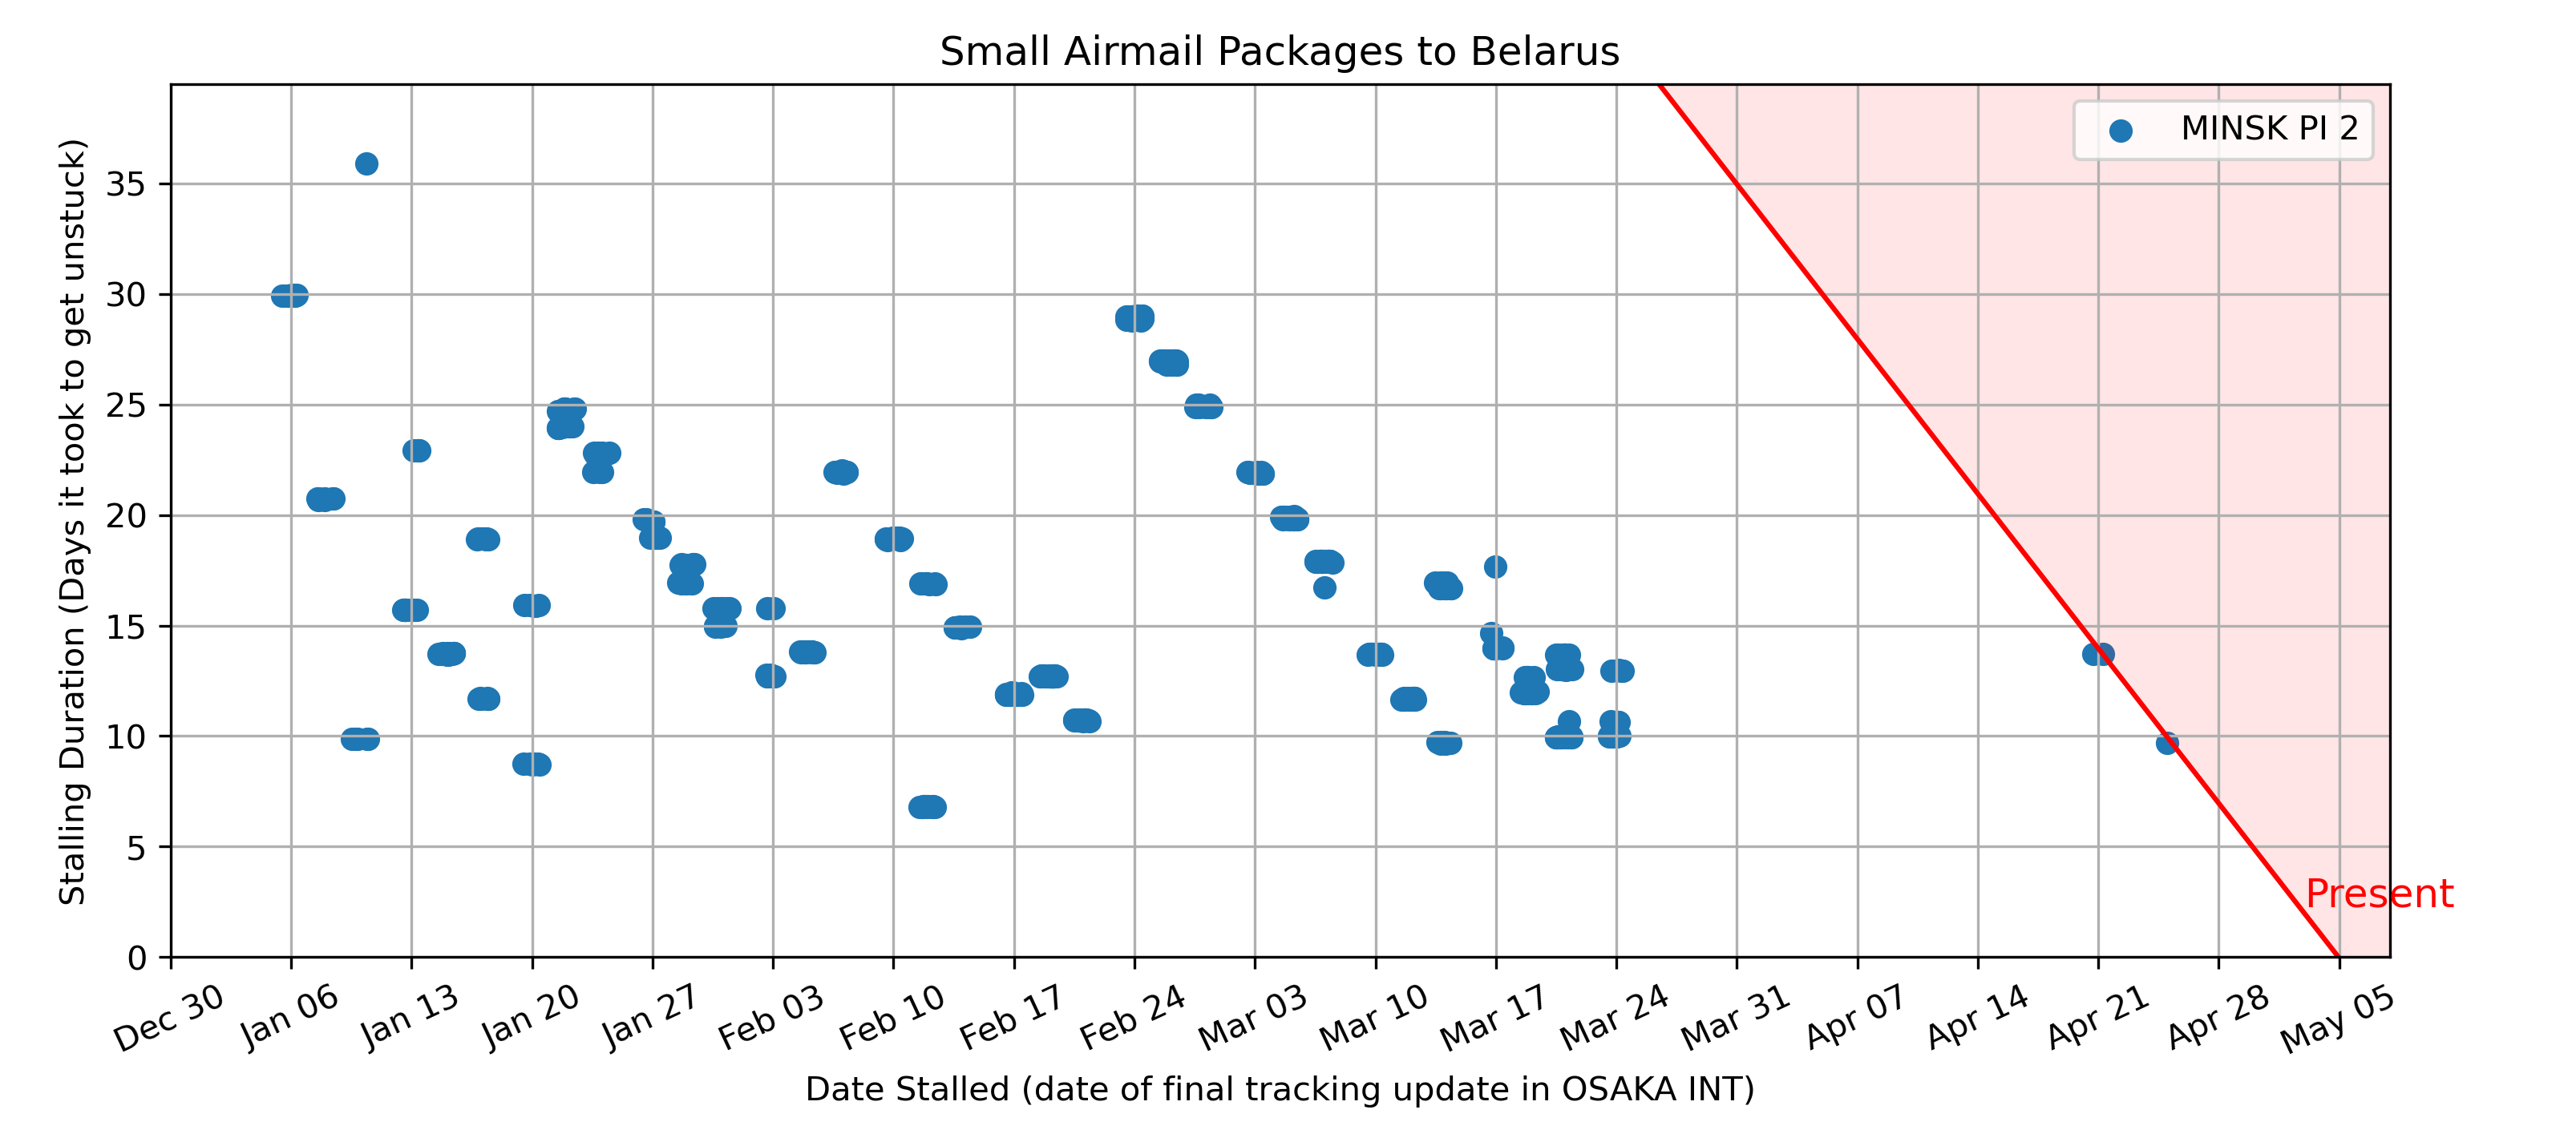 Small Airmail Packages to Belarus
MINSK PI 2
Stalling Duration (Days it took to get unstuck)
35
30
25
20
15
10
5
0
Present
Dec 30
Jan 06
Jan 13
Jan 20
Jan 27
Feb 03
Feb 10
Feb 17
Feb 24
Mar 03
Mar 10
Mar 17
Mar 24
Mar 31
Apr 07
Apr 14
Apr 21
Apr 28
May 05
Date Stalled (date of final tracking update in OSAKA INT)